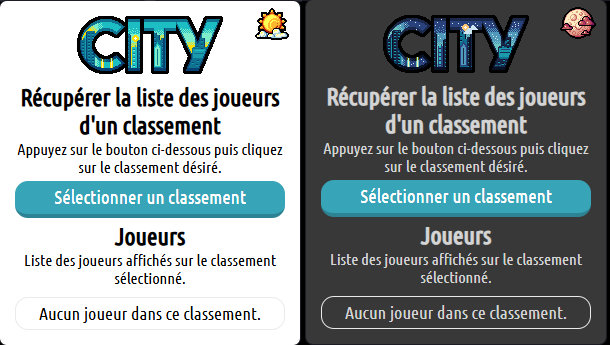 CITY
Récupérer la liste des joueurs
d'un classement
Appuyez sur le bouton ci-dessous puis cliquez
sur le classement désiré.
Sélectionner un classement
Joueurs
Liste des joueurs affichés sur le classement
sélectionné.
Aucun joueur dans ce classement.
CITY
Récupérer la liste des joueurs
d'un classement
Appuyez sur le bouton ci-dessous puis cliquez
sur le classement désiré.
Sélectionner un classement
Joueurs
Liste des joueurs affichés sur le classement
sélectionné.
Aucun joueur dans ce classement.